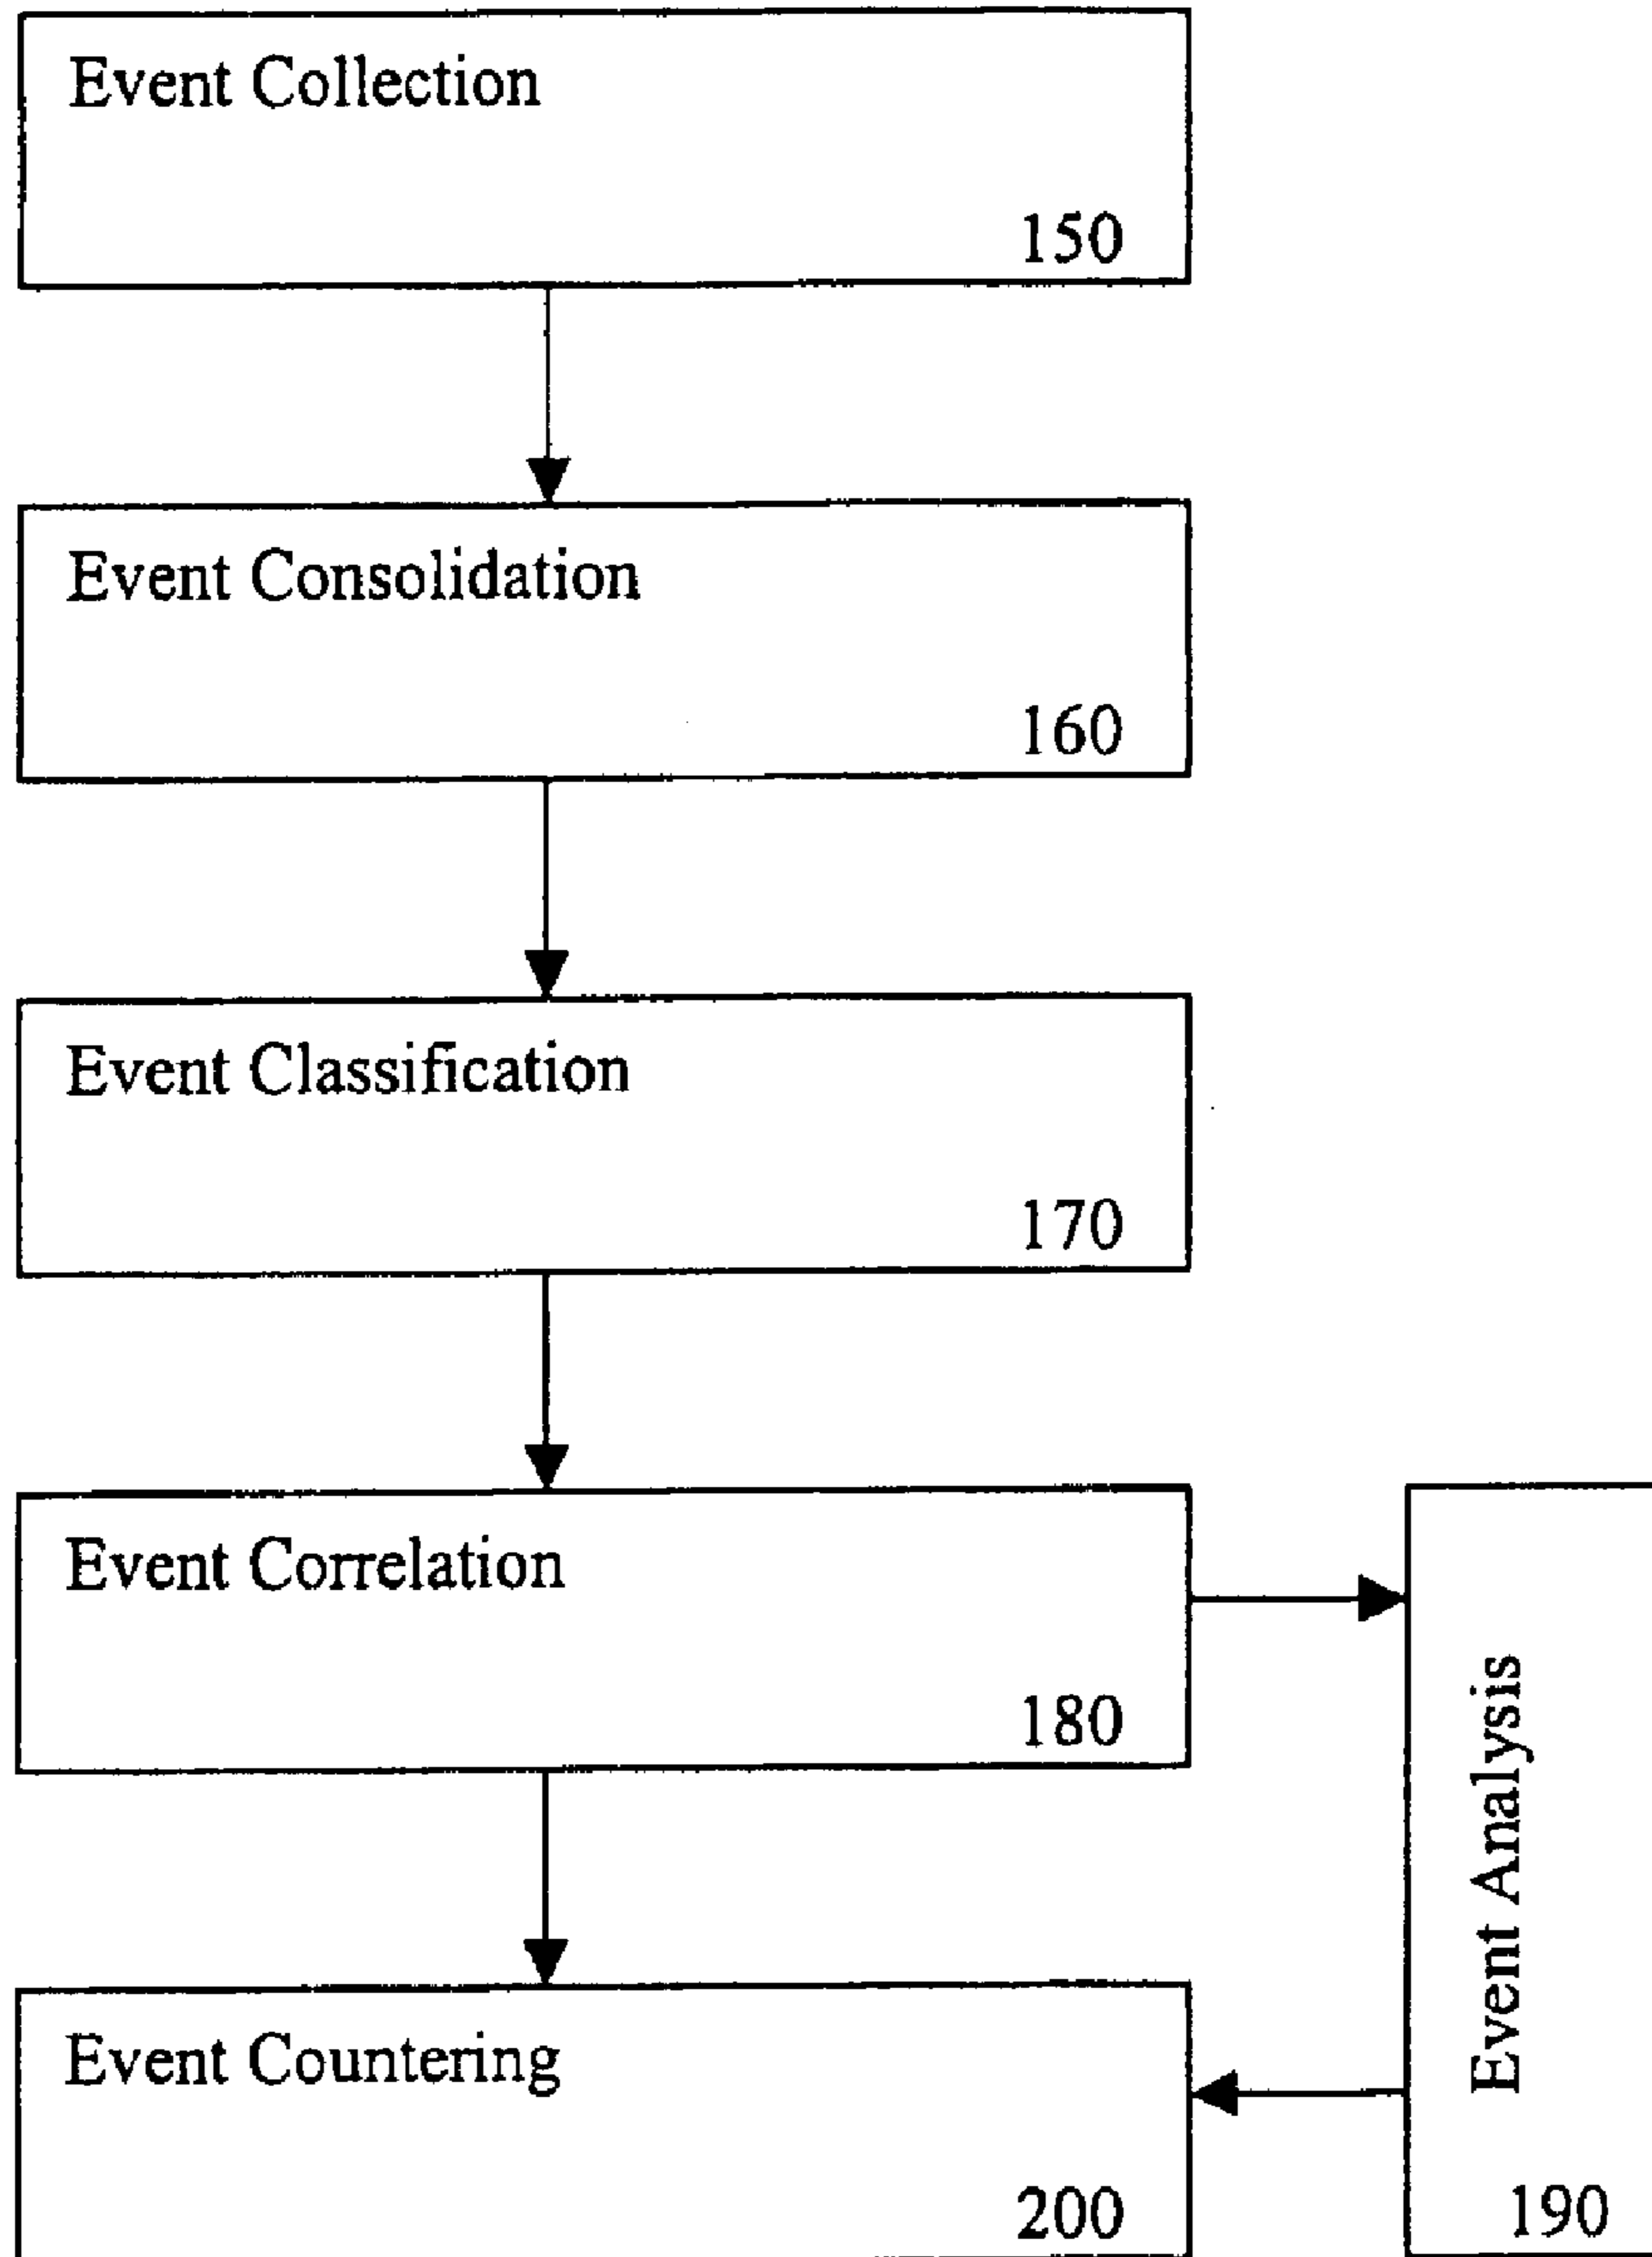 Event Collection
150
Event Consolidation
160
Event Classification
170
Event Correlation
180
Event Analysis
190
Event Countering
200